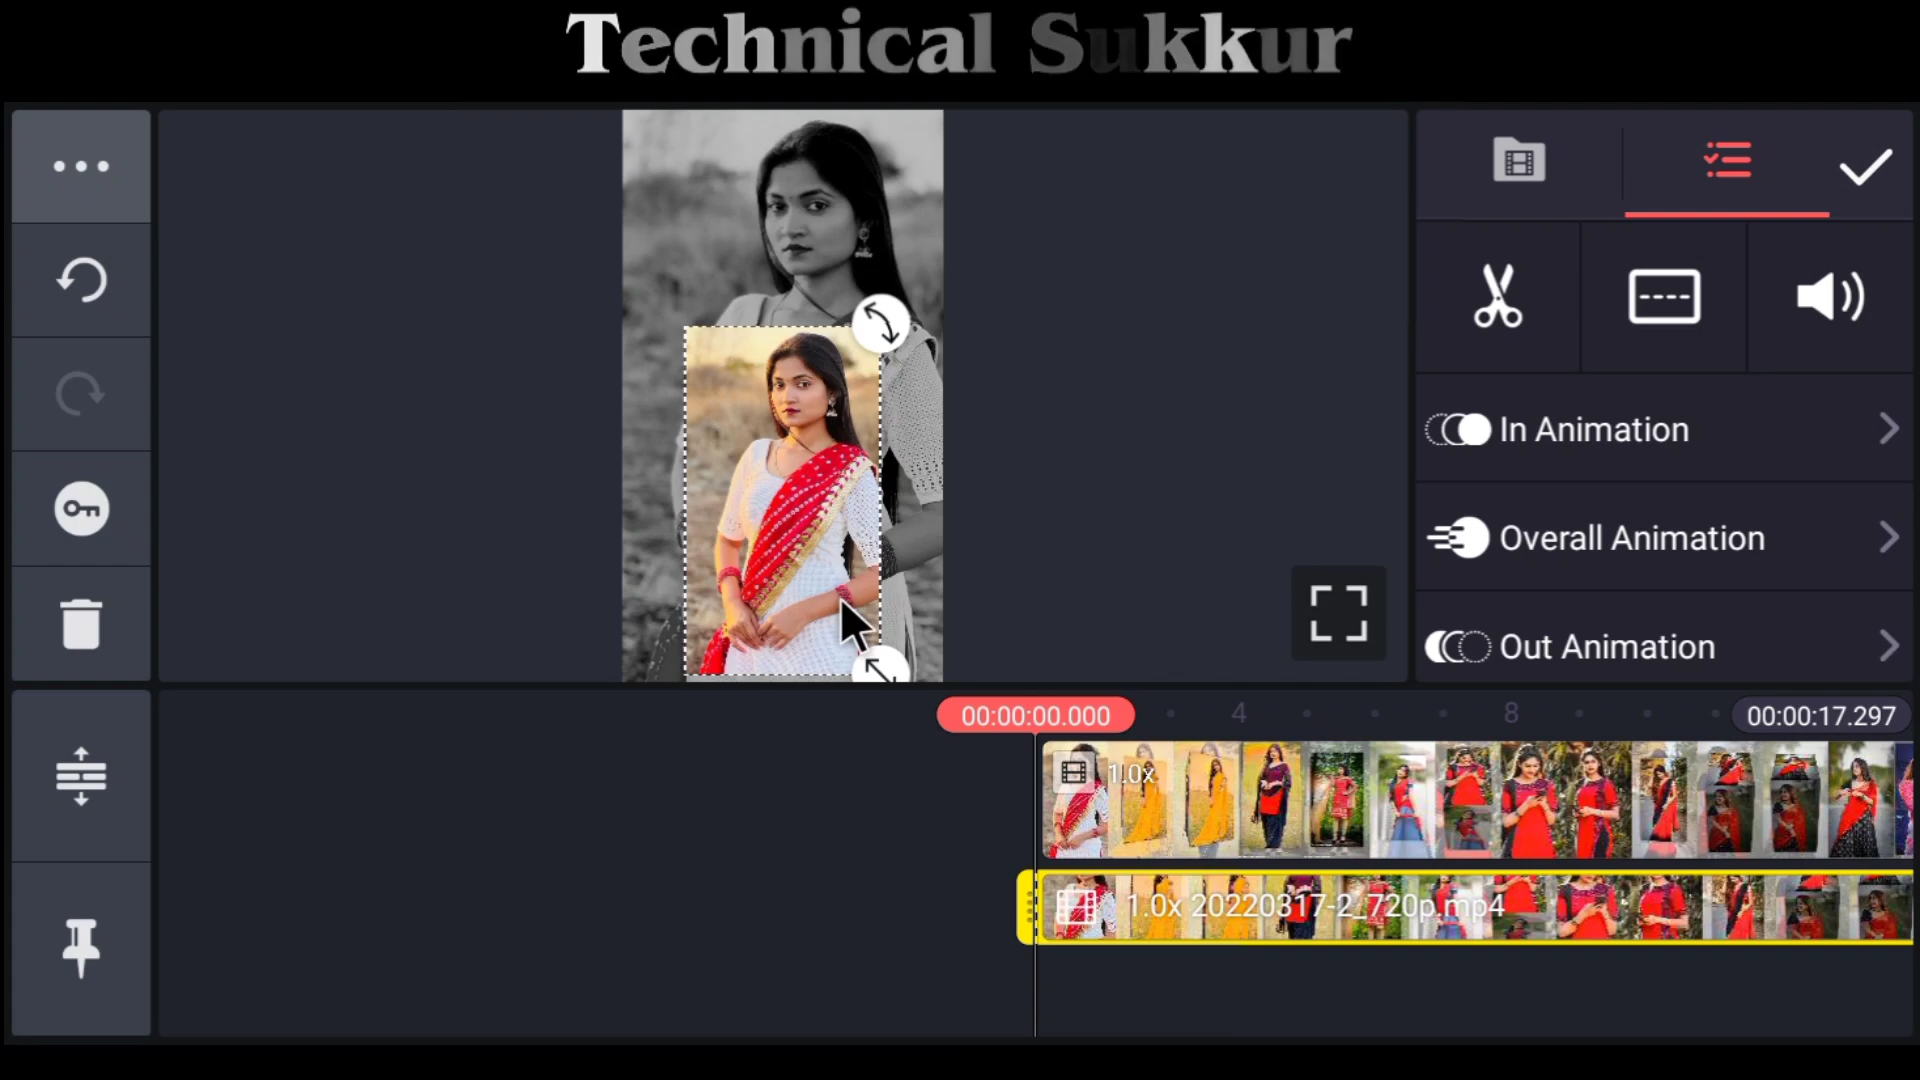 Technical Sukkur
In Animation
Overall Animation
Out Animation
00:00:00.000
4
8
00:00:17.297
1.0x
1.0x 20220317-2_720p.mp4